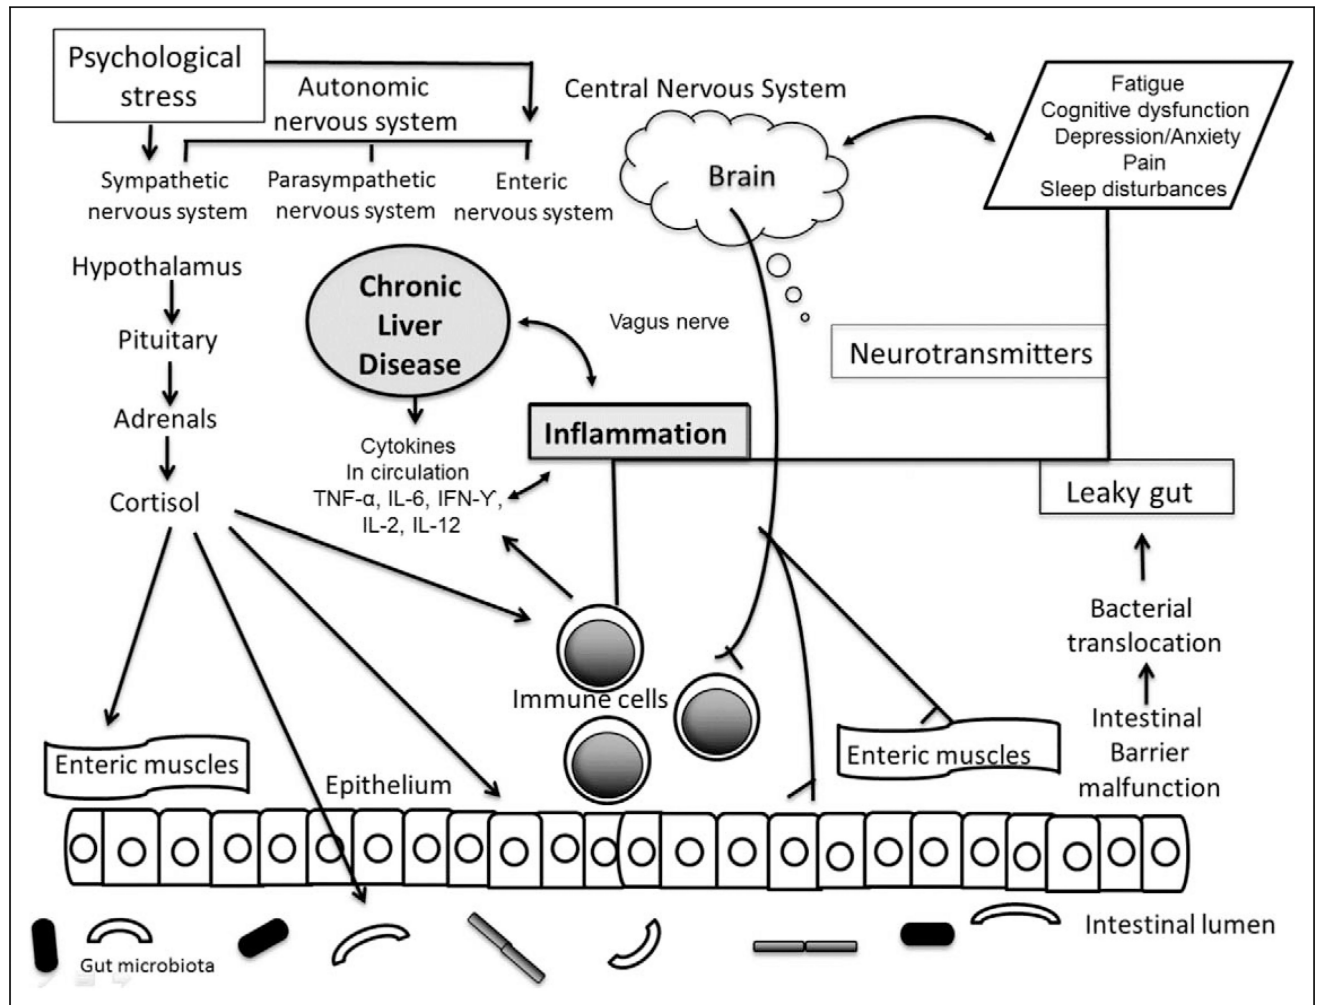 Psychological
stress
Autonomic
nervous system
Sympathetic
nervous system
Parasympathetic
nervous system
Enteric
nervous system
Central Nervous System
Brain
Fatigue
Cognitive dysfunction
Depression/Anxiety
Pain
Sleep disturbances
Hypothalamus
Pituitary
Adrenals
Cortisol
Chronic
Liver
Disease
Vagus nerve
Neurotransmitters
Inflammation
Cytokines
In circulation
TNF-α, IL-6, IFN-ϒ,
IL-2, IL-12
Leaky gut
Bacterial
translocation
Intestinal
Barrier
malfunction
Immune cells
Enteric muscles
Enteric muscles
Epithelium
Gut microbiota
Intestinal lumen